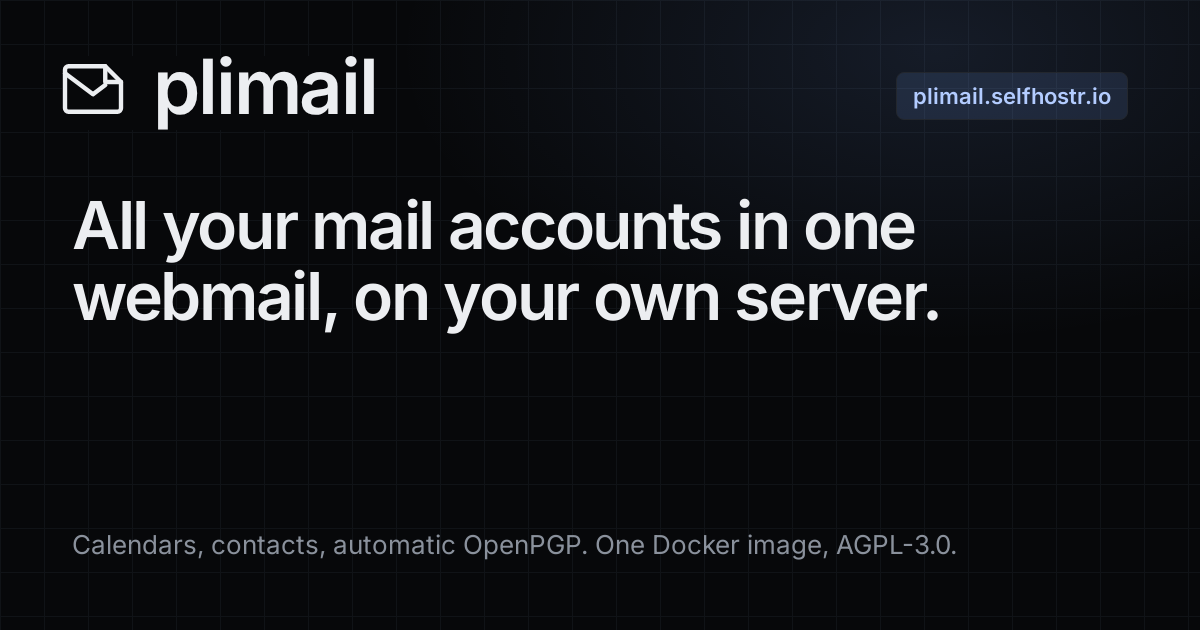 plimail
plimail.selfhostr.io
All your mail accounts in one
webmail, on your own server.
Calendars, contacts, automatic OpenPGP. One Docker image, AGPL-3.0.